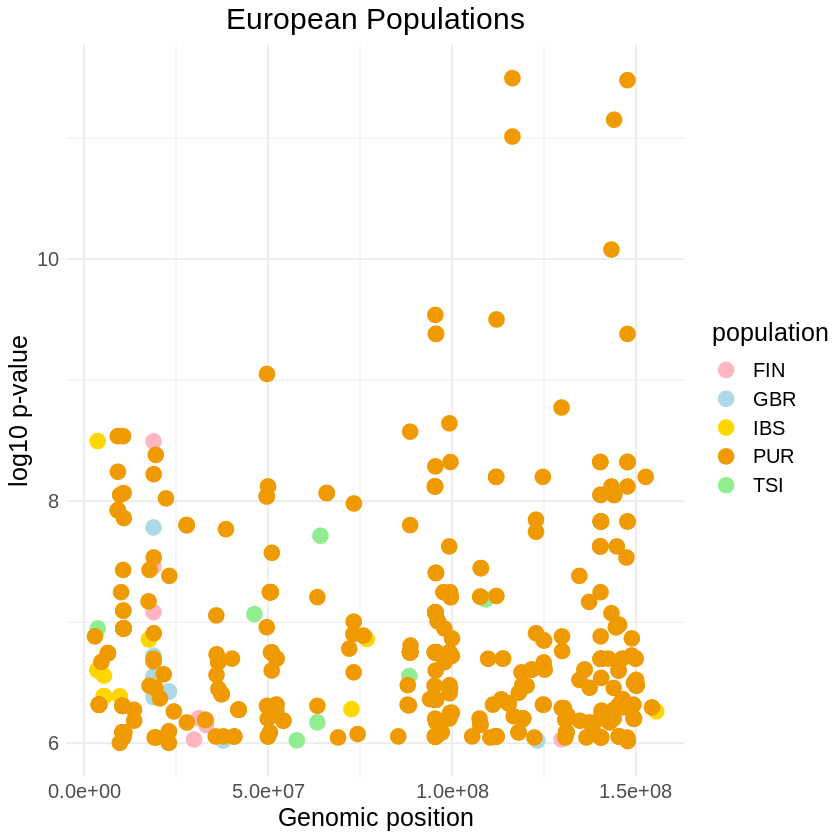 European Populations
log10 p-value
10
8
6
0.0e+00
5.0e+07
1.0e+08
1.5e+08
Genomic position
population
FIN
GBR
IBS
PUR
TSI